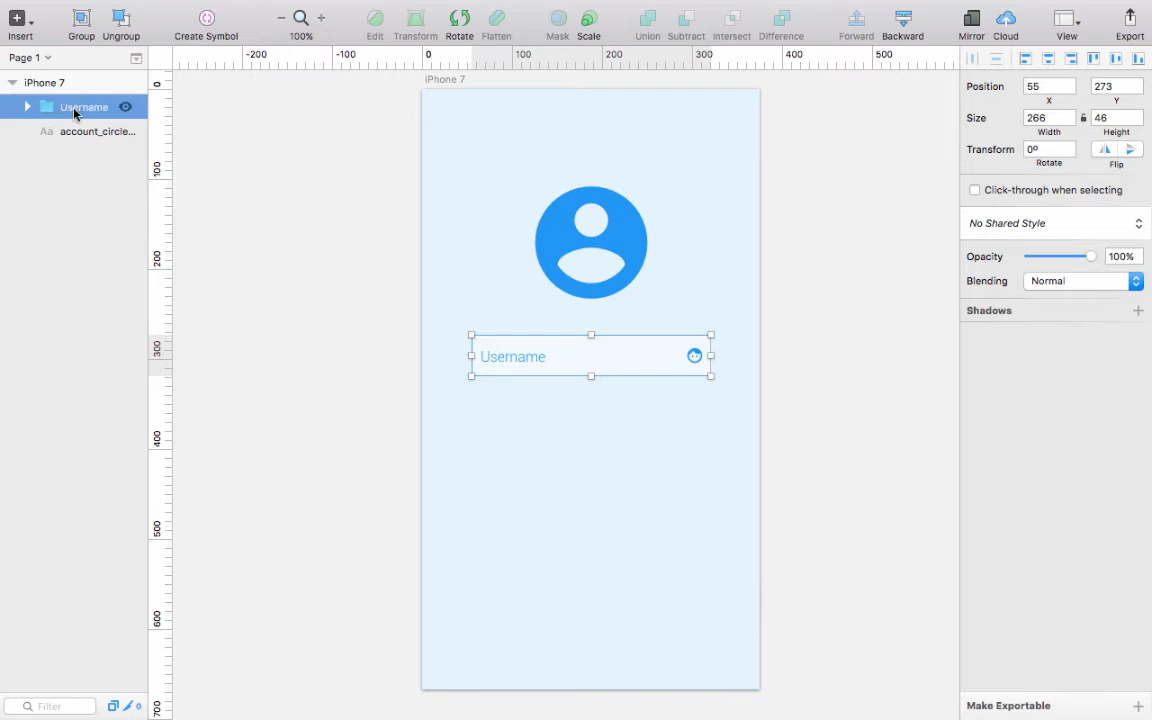 Insert
Group
Ungroup
Create Symbol
100%
Edit
Transform
Rotate
Flatten
Mask
Scale
Union
Subtract
Intersect
Difference
Forward
Backward
Mirror
Cloud
View
Export
Page 1
-200
-100
0
100
200
300
400
500
iPhone 7
Username
Aa account_circle...
0
100
200
300
400
500
600
700
iPhone 7
Username
Position 55 273
X Y
Size 266 46
Width Height
Transform 0º
Rotate Flip
Click-through when selecting
No Shared Style
Opacity 100%
Blending Normal
Shadows
Filter
0
Make Exportable